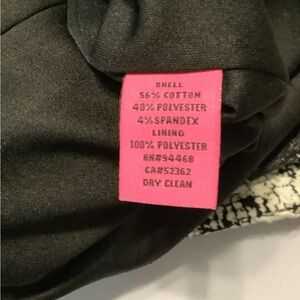 SHELL
56% COTTON
40% POLYESTER
4% SPANDEX
LINING
100% POLYESTER
RN#94468
CA#52362
DRY CLEAN